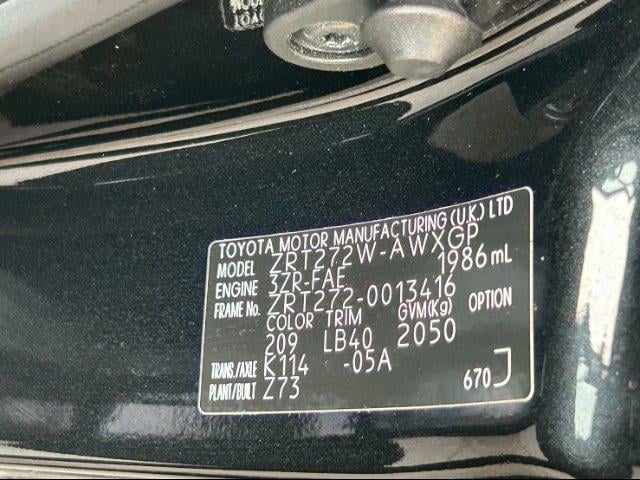 TOYOTA MOTOR MANUFACTURING (U.K.) LTD
MODEL ZRT272W-AWXGP
ENGINE 3ZR-FAE 1986mL
FRAME No. ZRT272-0013416
COLOR TRIM GVM(Kg) OPTION
209 LB40 2050
TRANS./AXLE K114 -05A
PLANT/BUILT Z73 670J